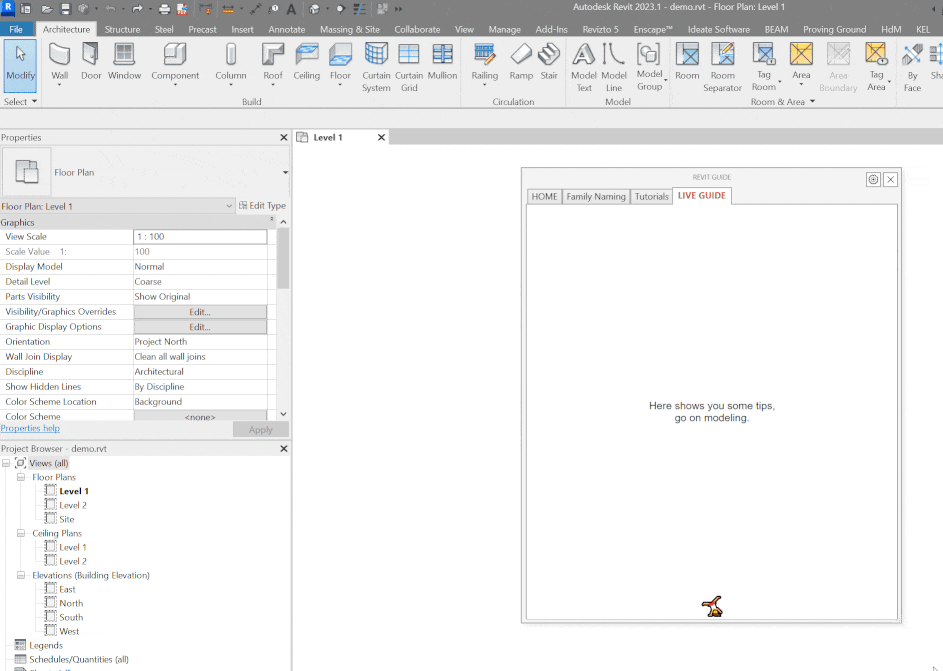 Autodesk Revit 2023.1 - demo.rvt - Floor Plan: Level 1
File Architecture Structure Steel Precast Insert Annotate Massing & Site Collaborate View Manage Add-Ins Revizto 5 Enscape™ Ideate Software BEAM Proving Ground HdM KEL
Modify Wall Door Window Component Column Roof Ceiling Floor Curtain System Curtain Grid Mullion Railing Ramp Stair Model Text Model Line Model Group Room Room Separator Tag Room Area Area Boundary Tag Area By Face
Select Build Circulation Model Room & Area
Properties
Level 1
Floor Plan
Floor Plan: Level 1 Edit Type
Graphics
View Scale 1 : 100
Scale Value 1: 100
Display Model Normal
Detail Level Coarse
Parts Visibility Show Original
Visibility/Graphics Overrides Edit...
Graphic Display Options Edit...
Orientation Project North
Wall Join Display Clean all wall joins
Discipline Architectural
Show Hidden Lines By Discipline
Color Scheme Location Background
Color Scheme <none>
Properties help Apply
Project Browser - demo.rvt
Views (all)
Floor Plans
Level 1
Level 2
Site
Ceiling Plans
Level 1
Level 2
Elevations (Building Elevation)
East
North
South
West
Legends
Schedules/Quantities (all)
REVIT GUIDE
HOME Family Naming Tutorials LIVE GUIDE
Here shows you some tips,
go on modeling.